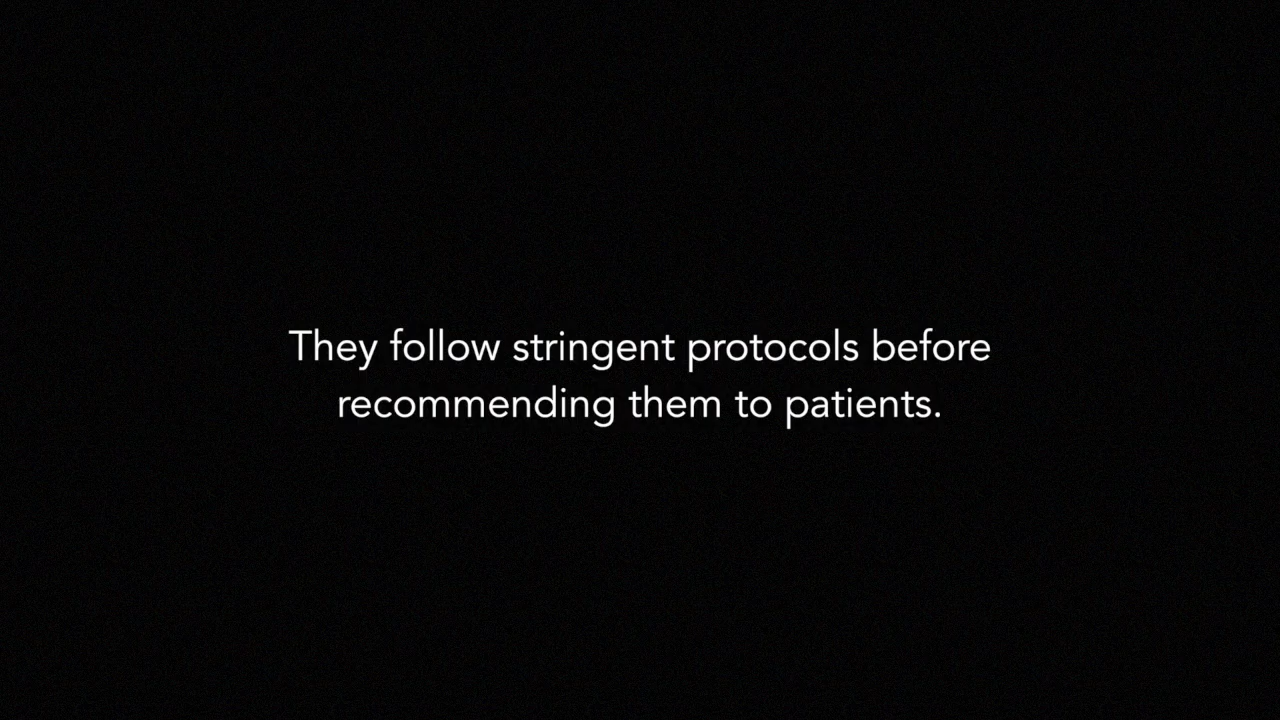 They follow stringent protocols before
recommending them to patients.